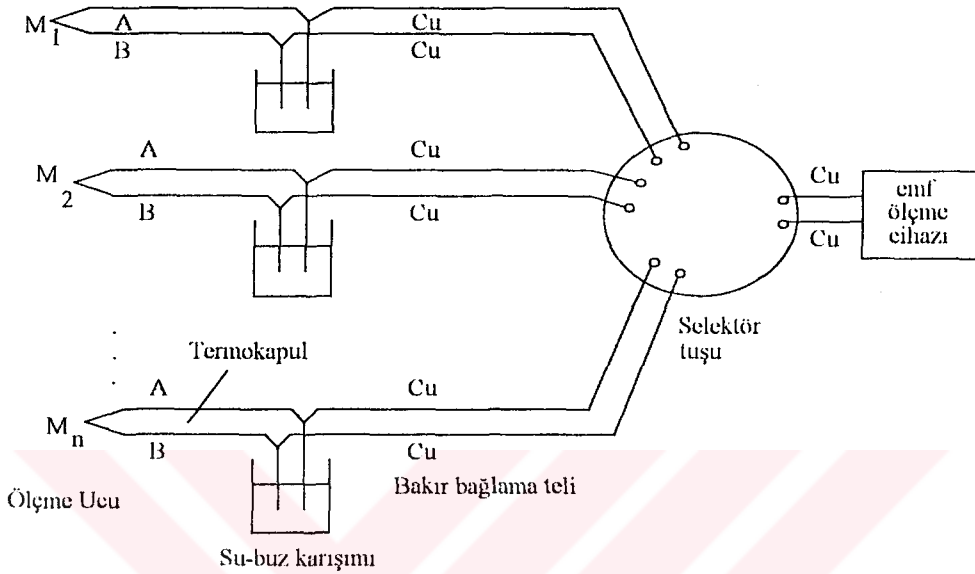 M1 A Cu
B Cu
A Cu
M2
B Cu
Cu
Cu
emf
ölçme
cihazı
Selektör
tuşu
Termokapul
A Cu
Mn
B Cu
Ölçme Ucu
Bakır bağlama teli
Su-buz karışımı